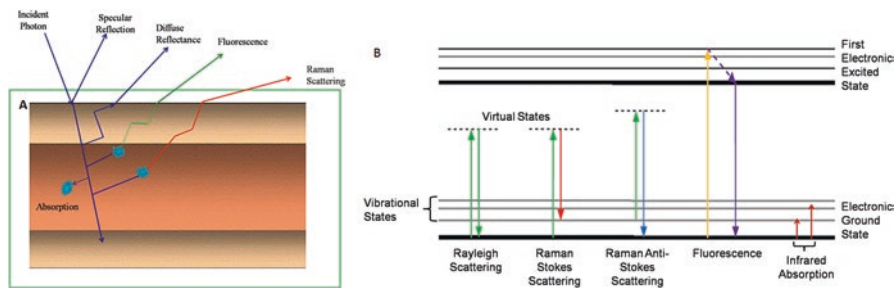 Incident
Photon
Specular
Reflection
Diffuse
Reflectance
Fluorescence
Raman
Scattering
A
Absorption
B
First
Electronics
Excited
State
Virtual States
Vibrational
States
Electronics
Ground
State
Rayleigh
Scattering
Raman
Stokes
Scattering
Raman Anti-
Stokes
Scattering
Fluorescence
Infrared
Absorption